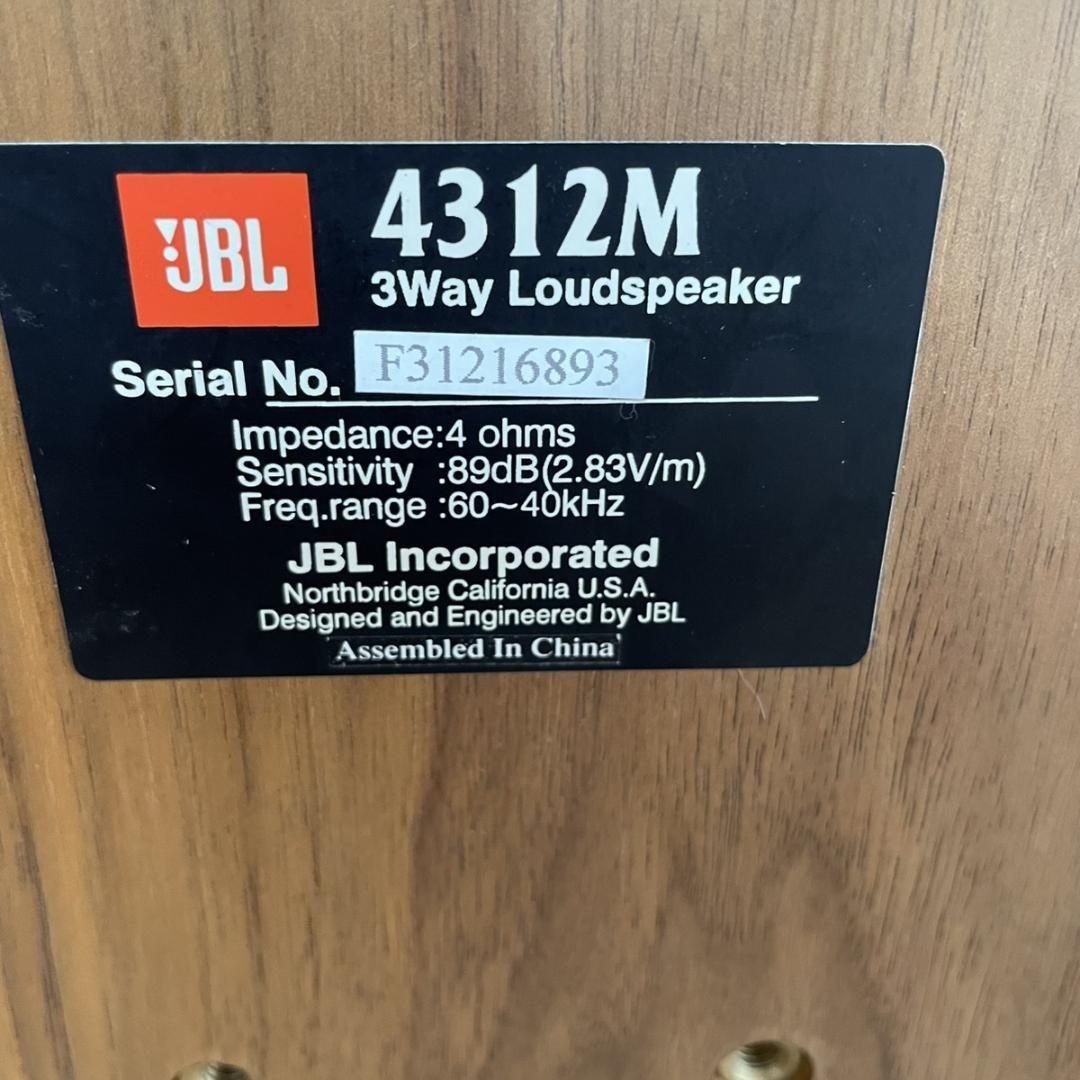 JBL
4312M
3Way Loudspeaker
Serial No. F31216893
Impedance:4 ohms
Sensitivity :89dB(2.83V/m)
Freq.range :60~40kHz
JBL Incorporated
Northbridge California U.S.A.
Designed and Engineered by JBL
Assembled In China